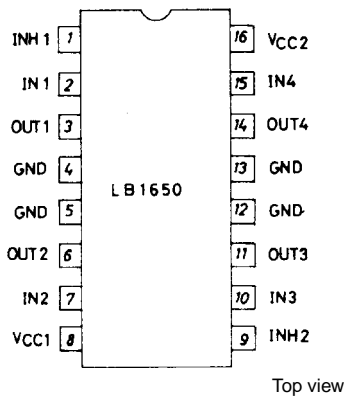 INH 1 1 16 VCC2
IN 1 2 15 IN4
OUT1 3 14 OUT4
GND 4 13 GND
LB1650
GND 5 12 GND
OUT2 6 11 OUT3
IN2 7 10 IN3
VCC1 8 9 INH2
Top view